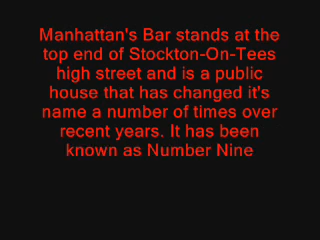 Manhattan's Bar stands at the
top end of Stockton-On-Tees
high street and is a public
house that has changed it's
name a number of times over
recent years. It has been
known as Number Nine